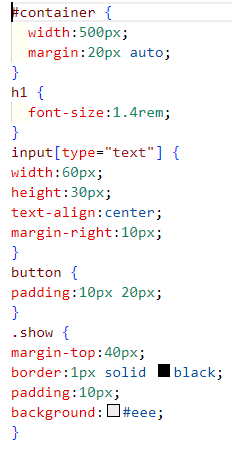 #container {
  width:500px;
  margin:20px auto;
}
h1 {
  font-size:1.4rem;
}
input[type="text"] {
width:60px;
height:30px;
text-align:center;
margin-right:10px;
}
button {
padding:10px 20px;
}
.show {
margin-top:40px;
border:1px solid black;
padding:10px;
background:#eee;
}